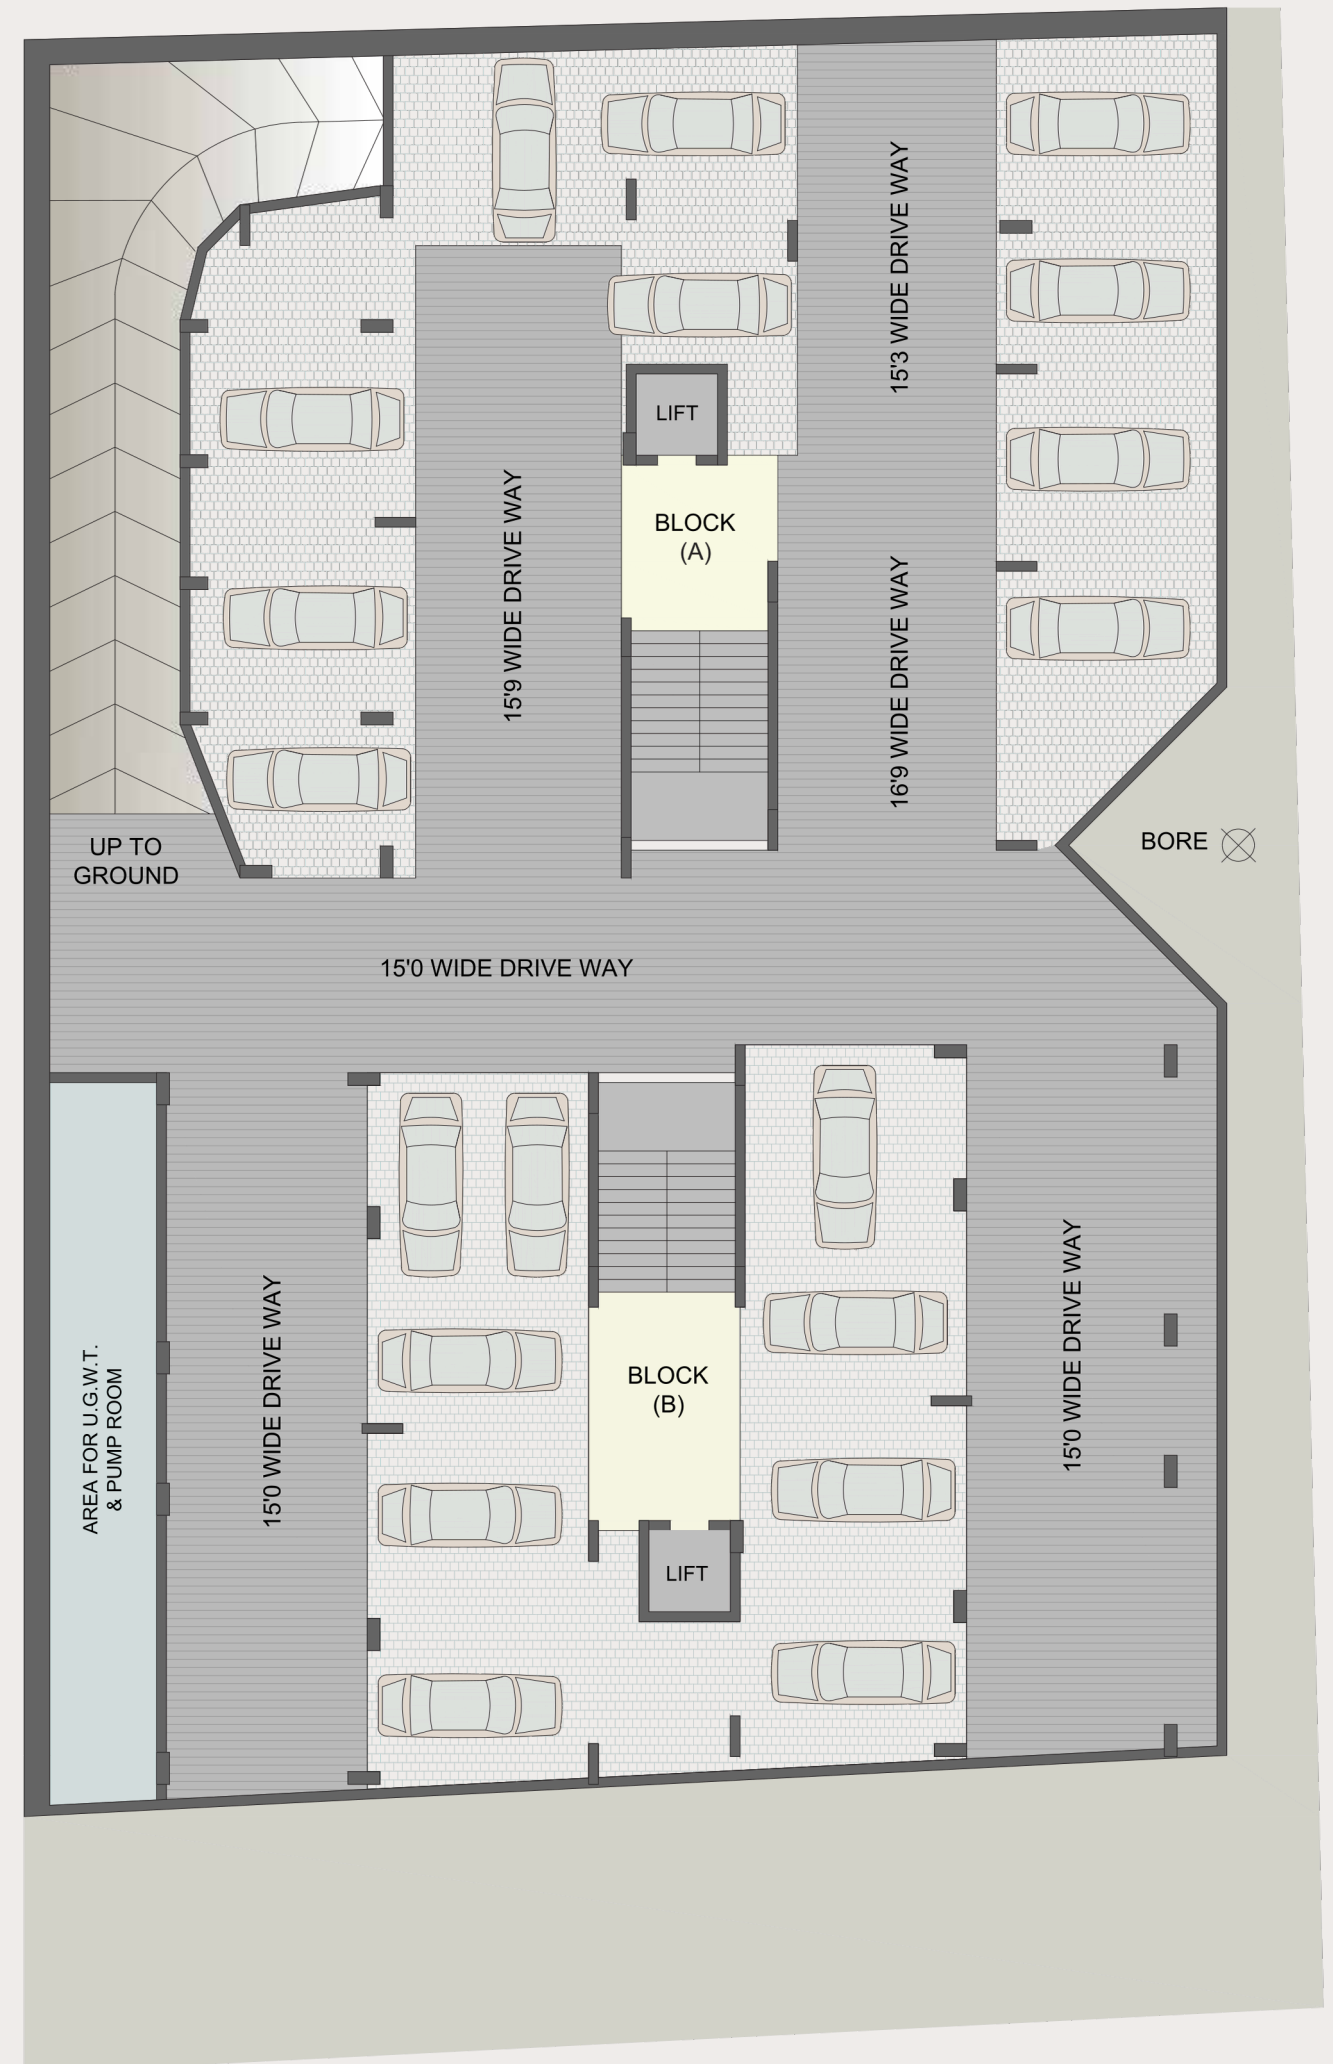 15'3 WIDE DRIVE WAY
LIFT
BLOCK
(A)
15'9 WIDE DRIVE WAY
16'9 WIDE DRIVE WAY
UP TO
GROUND
BORE
15'0 WIDE DRIVE WAY
AREA FOR U.G.W.T.
& PUMP ROOM
15'0 WIDE DRIVE WAY
BLOCK
(B)
15'0 WIDE DRIVE WAY
LIFT